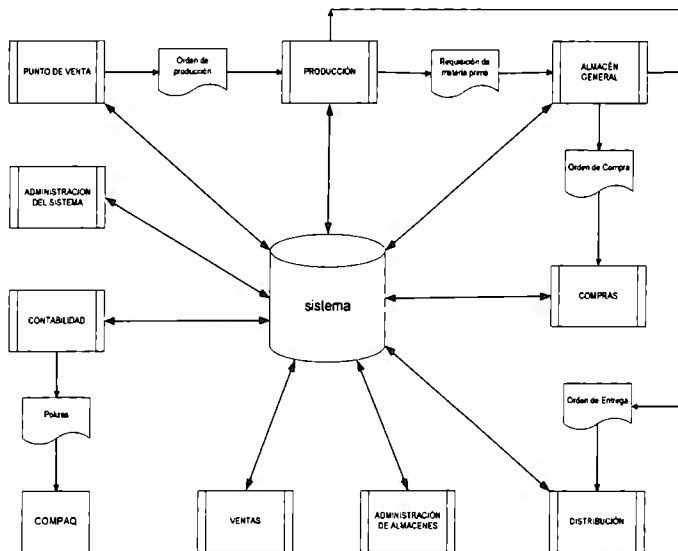 Orden de
producción
Requisición de
materia prima
PUNTO DE VENTA
PRODUCCIÓN
ALMACÉN
GENERAL
Orden de Compra
ADMINISTRACION
DEL SISTEMA
sistema
COMPRAS
CONTABILIDAD
Polizas
Orden de Entrega
COMPAQ
VENTAS
ADMINISTRACIÓN
DE ALMACENES
DISTRIBUCIÓN